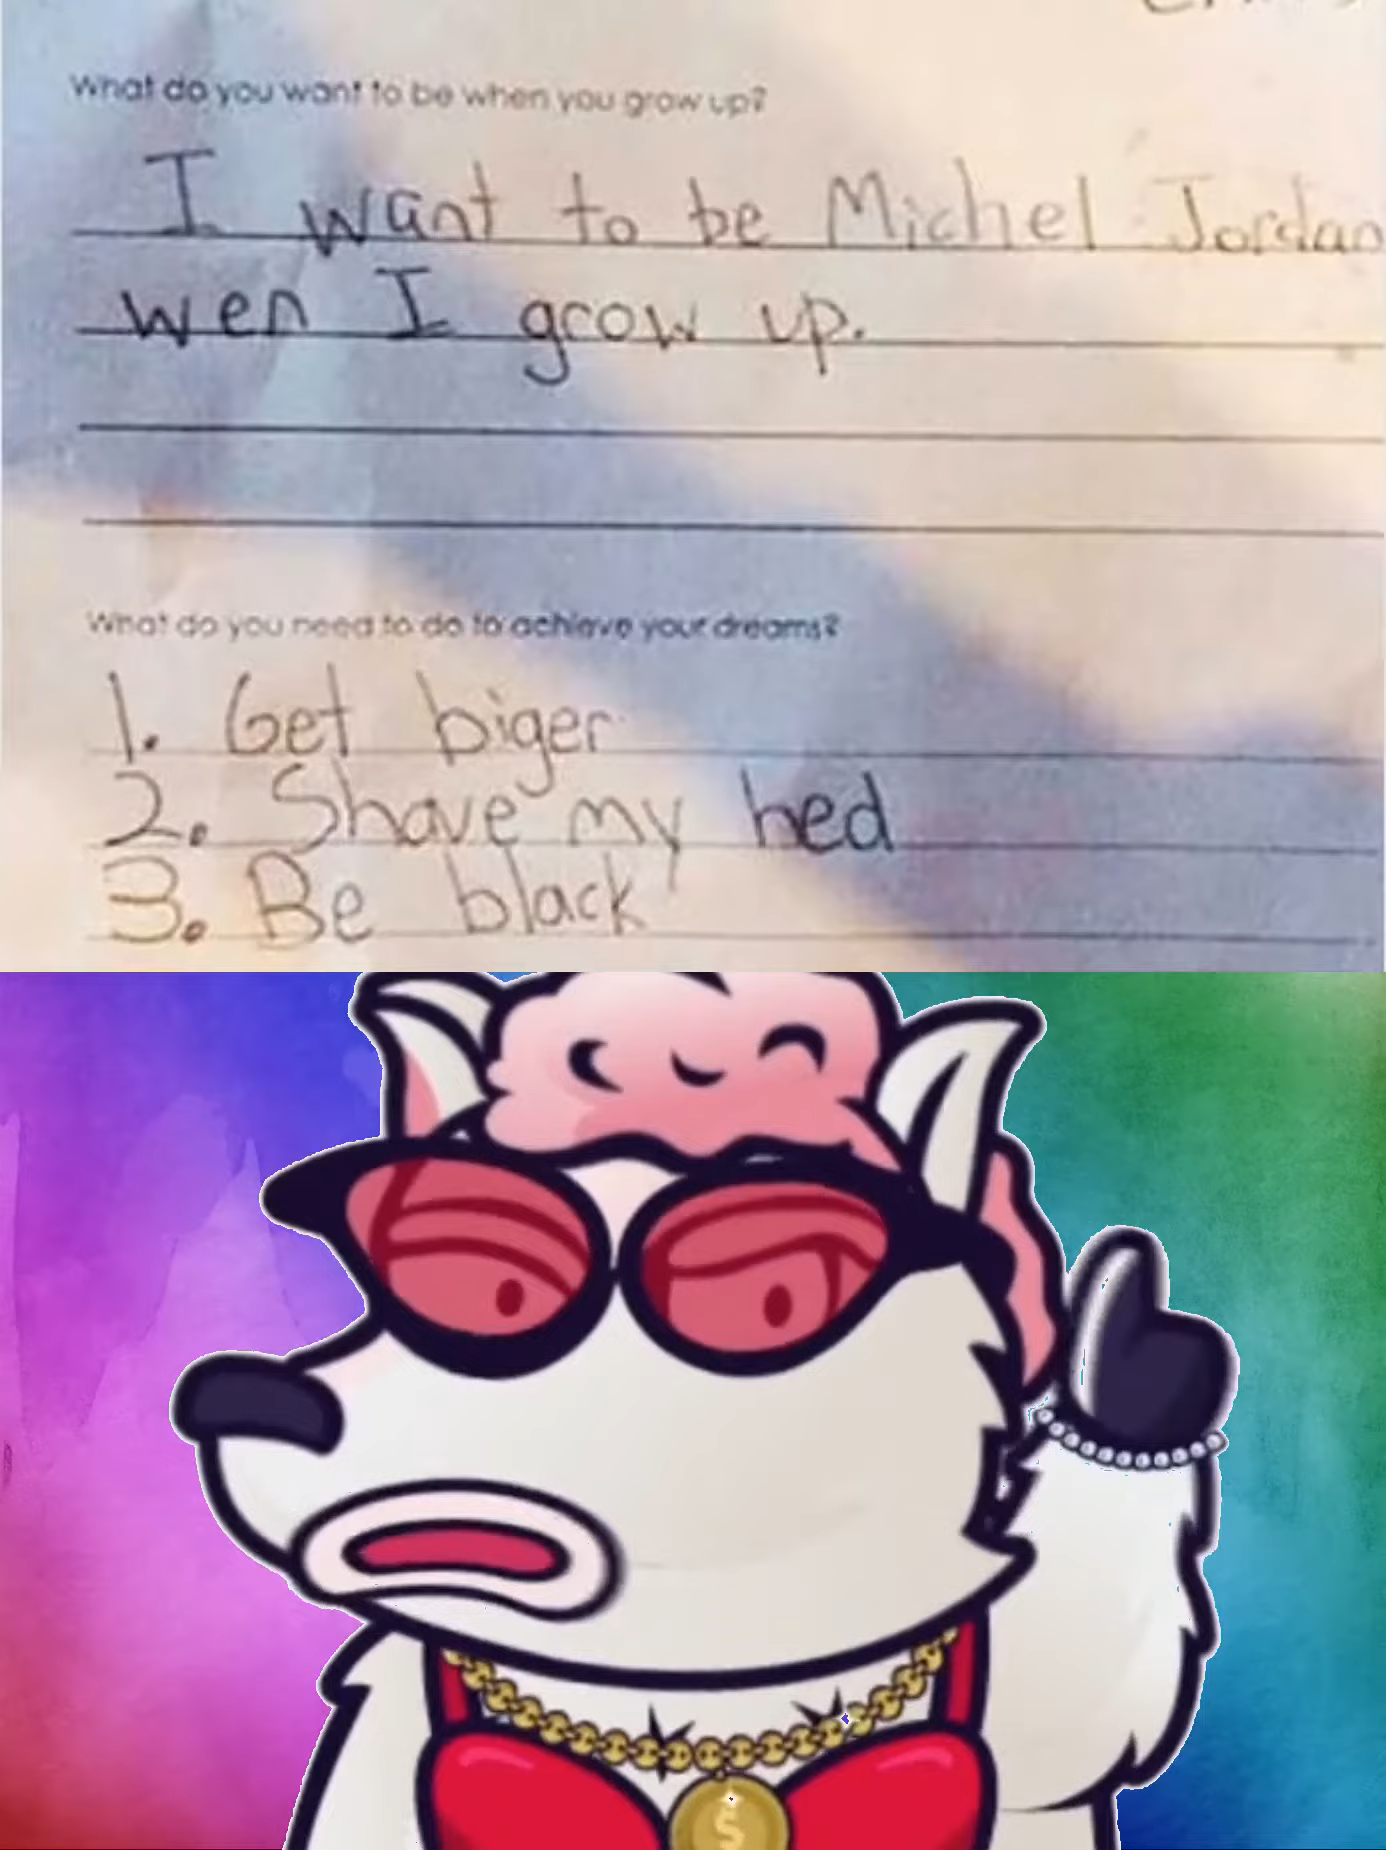 What do you want to be when you grow up?
I want to be Michel Jordan
wen I grow up.
What do you need to do to achieve your dreams?
1. Get biger
2. Shave my hed
3. Be black
$